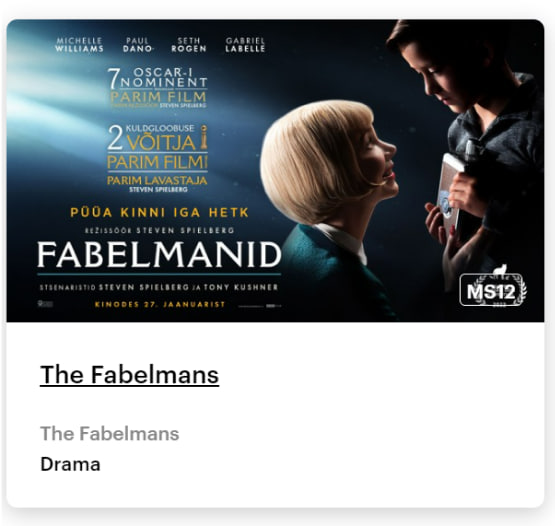 MICHELLE WILLIAMS PAUL DANO SETH ROGEN GABRIEL LABELLE
7 OSCAR-I NOMINENT
PARIM FILM
PARIM REZISSÖÖR STEVEN SPIELBERG
2 KULDGLOOBUSE VÕITJA
PARIM FILM
PARIM LAVASTAJA
STEVEN SPIELBERG
PÜÜA KINNI IGA HETK
REŽISSÖÖR STEVEN SPIELBERG
FABELMANID
STSENARISTID STEVEN SPIELBERG JA TONY KUSHNER
KINODES 27. JAANUARIST
MS12
The Fabelmans
The Fabelmans
Drama